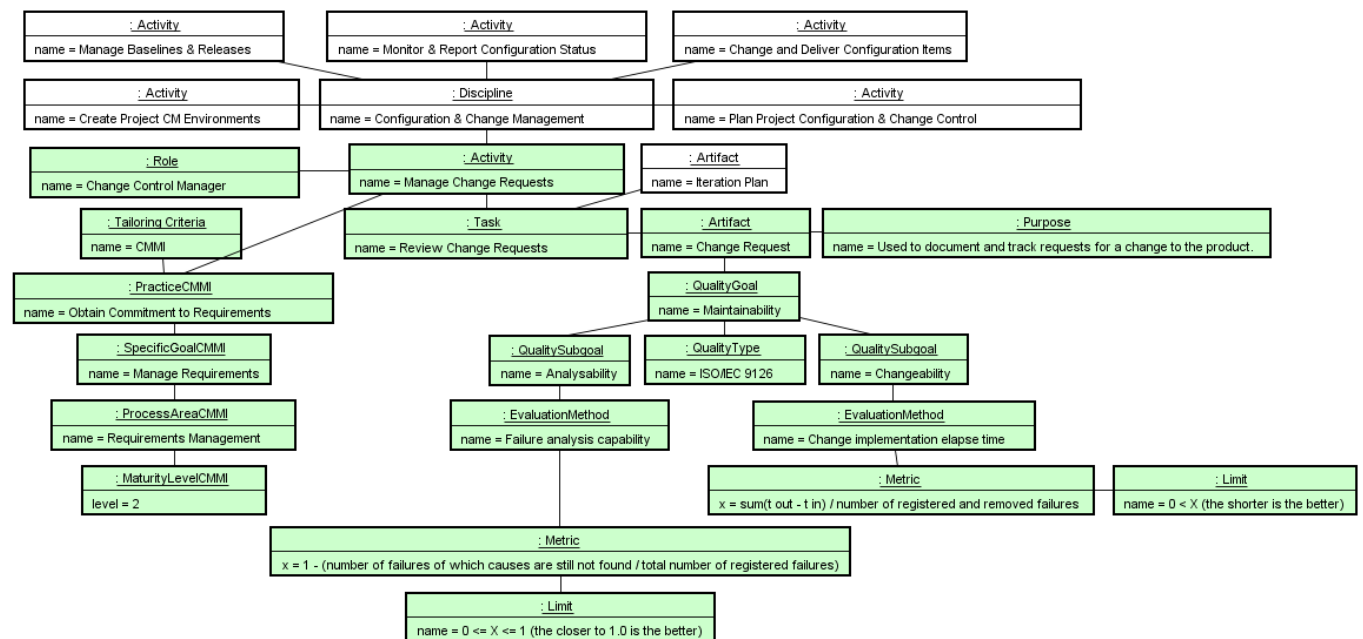 : Activity
name = Manage Baselines & Releases
: Activity
name = Monitor & Report Configuration Status
: Activity
name = Change and Deliver Configuration Items
: Activity
name = Create Project CM Environments
: Discipline
name = Configuration & Change Management
: Activity
name = Plan Project Configuration & Change Control
: Role
name = Change Control Manager
: Activity
name = Manage Change Requests
: Artifact
name = Iteration Plan
: Tailoring Criteria
name = CMMI
: Task
name = Review Change Requests
: Artifact
name = Change Request
: Purpose
name = Used to document and track requests for a change to the product.
: PracticeCMMI
name = Obtain Commitment to Requirements
: QualityGoal
name = Maintainability
: SpecificGoalCMMI
name = Manage Requirements
: QualitySubgoal
name = Analysability
: QualityType
name = ISO/IEC 9126
: QualitySubgoal
name = Changeability
: ProcessAreaCMMI
name = Requirements Management
: EvaluationMethod
name = Failure analysis capability
: EvaluationMethod
name = Change implementation elapse time
: MaturityLevelCMMI
level = 2
: Metric
x = sum(t out - t in) / number of registered and removed failures
: Limit
name = 0 < X (the shorter is the better)
: Metric
x = 1 - (number of failures of which causes are still not found / total number of registered failures)
: Limit
name = 0 <= X <= 1 (the closer to 1.0 is the better)